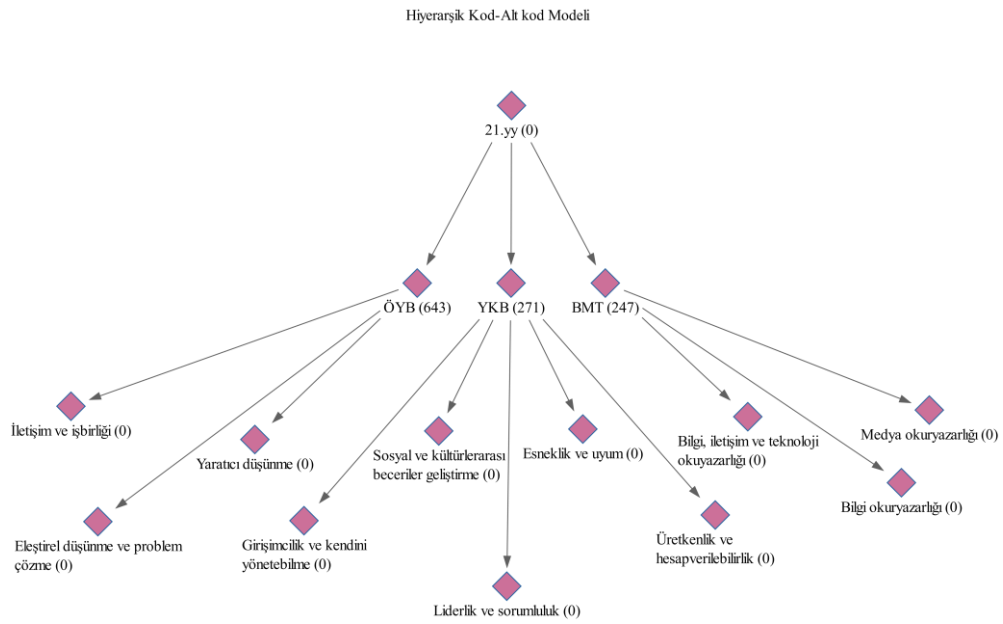 Hiyerarşik Kod-Alt kod Modeli
21.yy (0)
ÖYB (643)
YKB (271)
BMT (247)
İletişim ve işbirliği (0)
Yaratıcı düşünme (0)
Sosyal ve kültürlerarası
beceriler geliştirme (0)
Esneklik ve uyum (0)
Bilgi, iletişim ve teknoloji
okuyazarlığı (0)
Medya okuryazarlığı (0)
Eleştirel düşünme ve problem
çözme (0)
Girişimcilik ve kendini
yönetebilme (0)
Liderlik ve sorumluluk (0)
Üretkenlik ve
hesapverilebilirlik (0)
Bilgi okuryazarlığı (0)